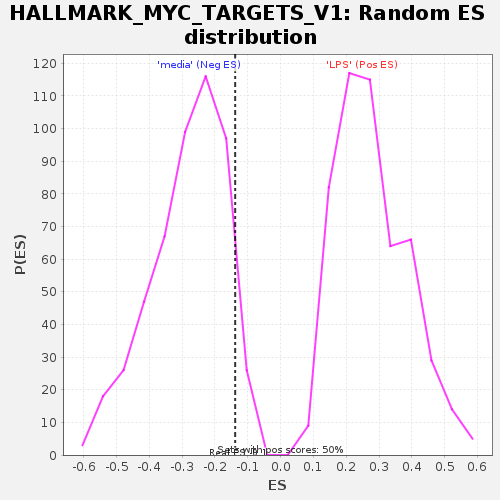 HALLMARK_MYC_TARGETS_V1: Random ES
distribution
'media' (Neg ES)
'LPS' (Pos ES)
120
110
100
90
80
70
60
50
40
30
20
10
0
P(ES)
Sets with pos scores: 50%
Real ES
-0.6 -0.5 -0.4 -0.3 -0.2 -0.1 0.0 0.1 0.2 0.3 0.4 0.5 0.6
ES